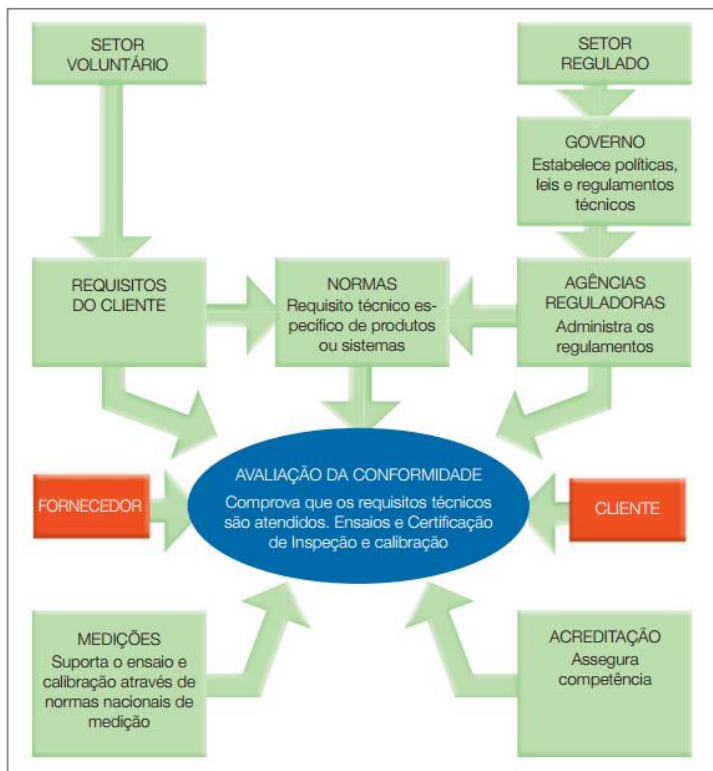 SETOR
VOLUNTÁRIO
SETOR
REGULADO
GOVERNO
Estabelece políticas,
leis e regulamentos
técnicos
REQUISITOS
DO CLIENTE
NORMAS
Requisito técnico es-
pecífico de produtos
ou sistemas
AGÊNCIAS
REGULADORAS
Administra os
regulamentos
AVALIAÇÃO DA CONFORMIDADE
Comprova que os requisitos técnicos
são atendidos. Ensaios e Certificação
de Inspeção e calibração
FORNECEDOR
CLIENTE
MEDIÇÕES
Suporta o ensaio e
calibração através de
normas nacionais de
medição
ACREDITAÇÃO
Assegura
competência